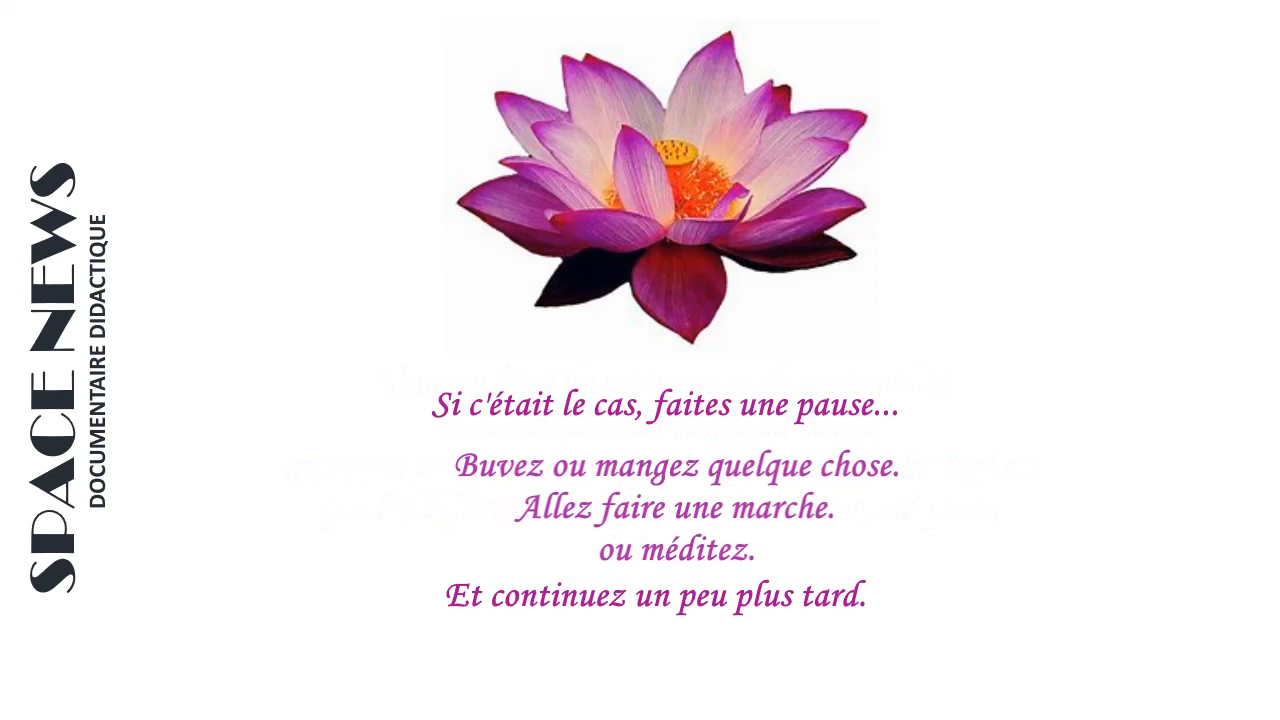 SPACE NEWS
DOCUMENTAIRE DIDACTIQUE
Si c'était le cas, faites une pause...
Buvez ou mangez quelque chose.
Allez faire une marche.
ou méditez.
Et continuez un peu plus tard.